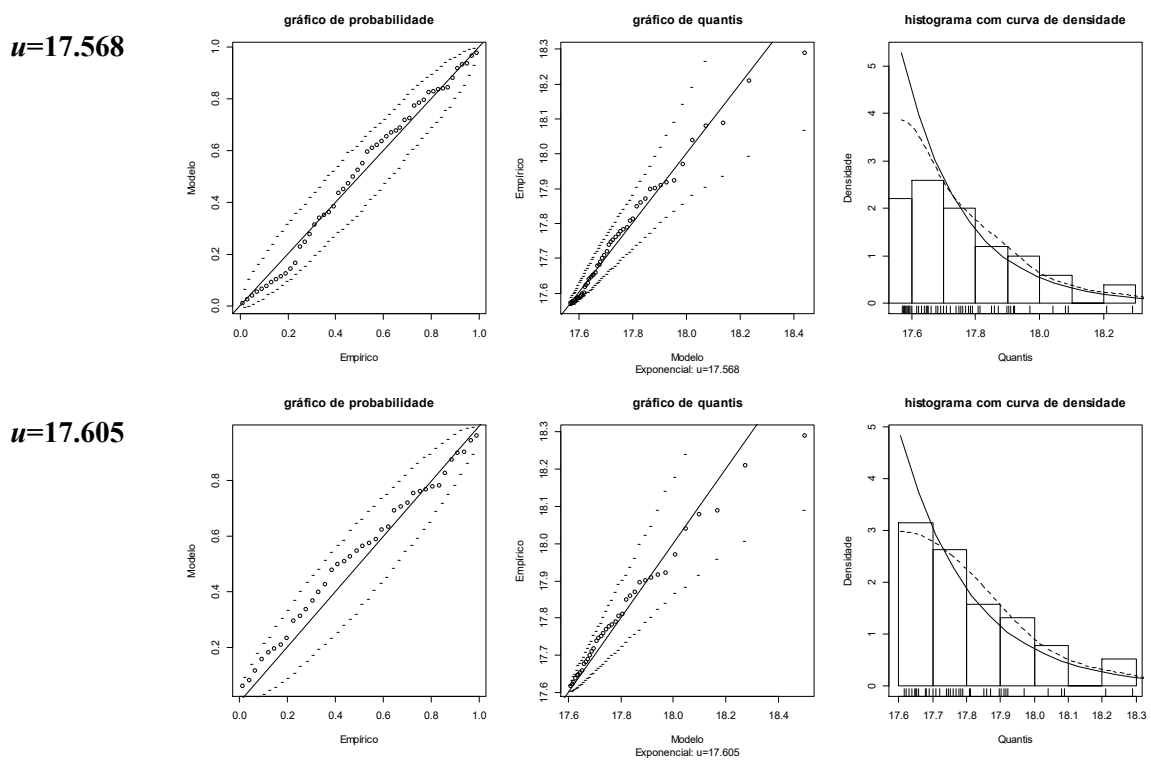 u=17.568
gráfico de probabilidade
Modelo
0.0 0.2 0.4 0.6 0.8 1.0
0.0 0.2 0.4 0.6 0.8 1.0
Empírico
gráfico de quantis
Empírico
17.6 17.7 17.8 17.9 18.0 18.1 18.2 18.3
17.6 17.8 18.0 18.2 18.4
Modelo
Exponencial: u=17.568
histograma com curva de densidade
Densidade
0 1 2 3 4 5
17.6 17.8 18.0 18.2
Quantis
u=17.605
gráfico de probabilidade
Modelo
0.2 0.4 0.6 0.8
0.0 0.2 0.4 0.6 0.8 1.0
Empírico
gráfico de quantis
Empírico
17.6 17.7 17.8 17.9 18.0 18.1 18.2 18.3
17.6 17.8 18.0 18.2 18.4
Modelo
Exponencial: u=17.605
histograma com curva de densidade
Densidade
0 1 2 3 4 5
17.6 17.7 17.8 17.9 18.0 18.1 18.2 18.3
Quantis